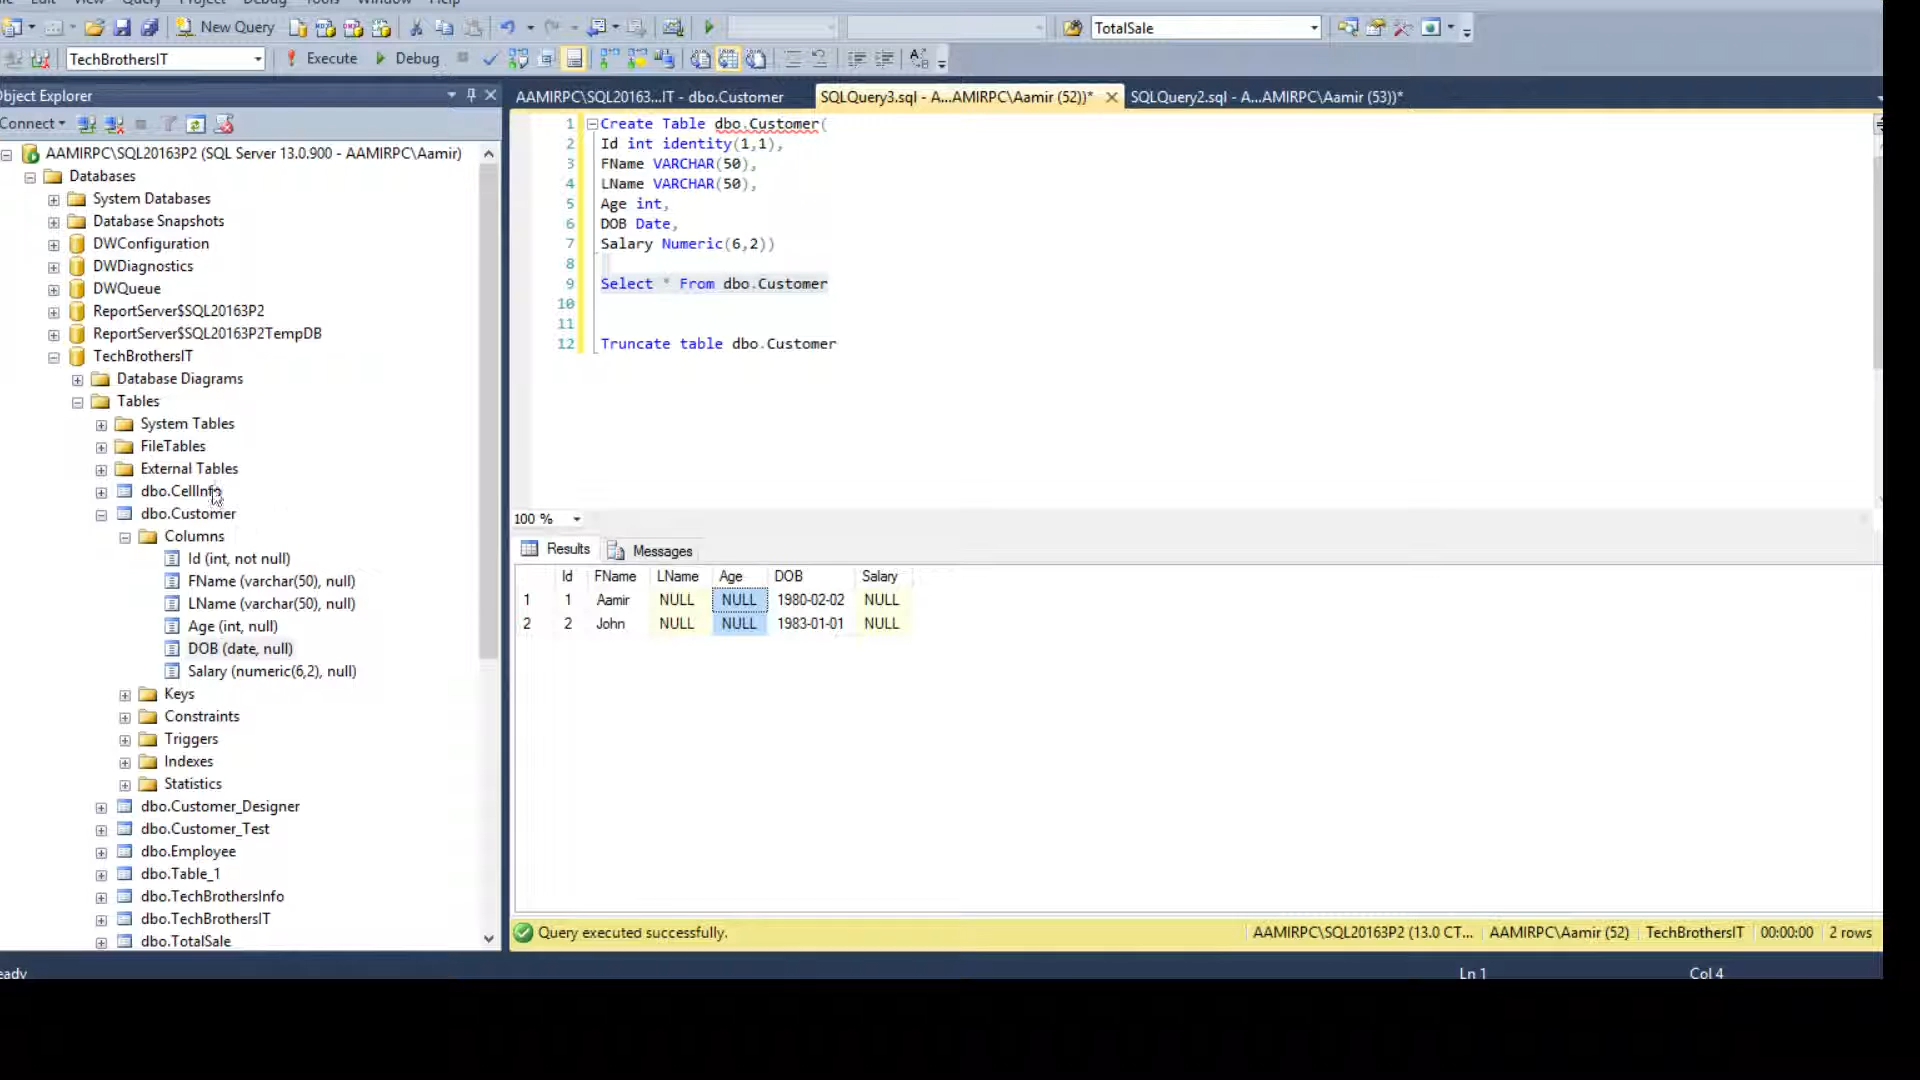 Edit View Query Project Debug Tools Window Help
New Query
TotalSale
TechBrothersIT
Execute
Debug
Object Explorer
AAMIRPC\SQL20163...IT - dbo.Customer
SQLQuery3.sql - A...AMIRPC\Aamir (52))*
SQLQuery2.sql - A...AMIRPC\Aamir (53))*
Connect
AAMIRPC\SQL20163P2 (SQL Server 13.0.900 - AAMIRPC\Aamir)
Databases
System Databases
Database Snapshots
DWConfiguration
DWDiagnostics
DWQueue
ReportServer$SQL20163P2
ReportServer$SQL20163P2TempDB
TechBrothersIT
Database Diagrams
Tables
System Tables
FileTables
External Tables
dbo.CellInfo
dbo.Customer
Columns
Id (int, not null)
FName (varchar(50), null)
LName (varchar(50), null)
Age (int, null)
DOB (date, null)
Salary (numeric(6,2), null)
Keys
Constraints
Triggers
Indexes
Statistics
dbo.Customer_Designer
dbo.Customer_Test
dbo.Employee
dbo.Table_1
dbo.TechBrothersInfo
dbo.TechBrothersIT
dbo.TotalSale
1 Create Table dbo.Customer(
2 Id int identity(1,1),
3 FName VARCHAR(50),
4 LName VARCHAR(50),
5 Age int,
6 DOB Date,
7 Salary Numeric(6,2))
8
9 Select * From dbo.Customer
10
11
12 Truncate table dbo.Customer
100 %
Results Messages
Id FName LName Age DOB Salary
1 1 Aamir NULL NULL 1980-02-02 NULL
2 2 John NULL NULL 1983-01-01 NULL
Query executed successfully.
AAMIRPC\SQL20163P2 (13.0 CT... AAMIRPC\Aamir (52) TechBrothersIT 00:00:00 2 rows
eady
Ln 1
Col 4